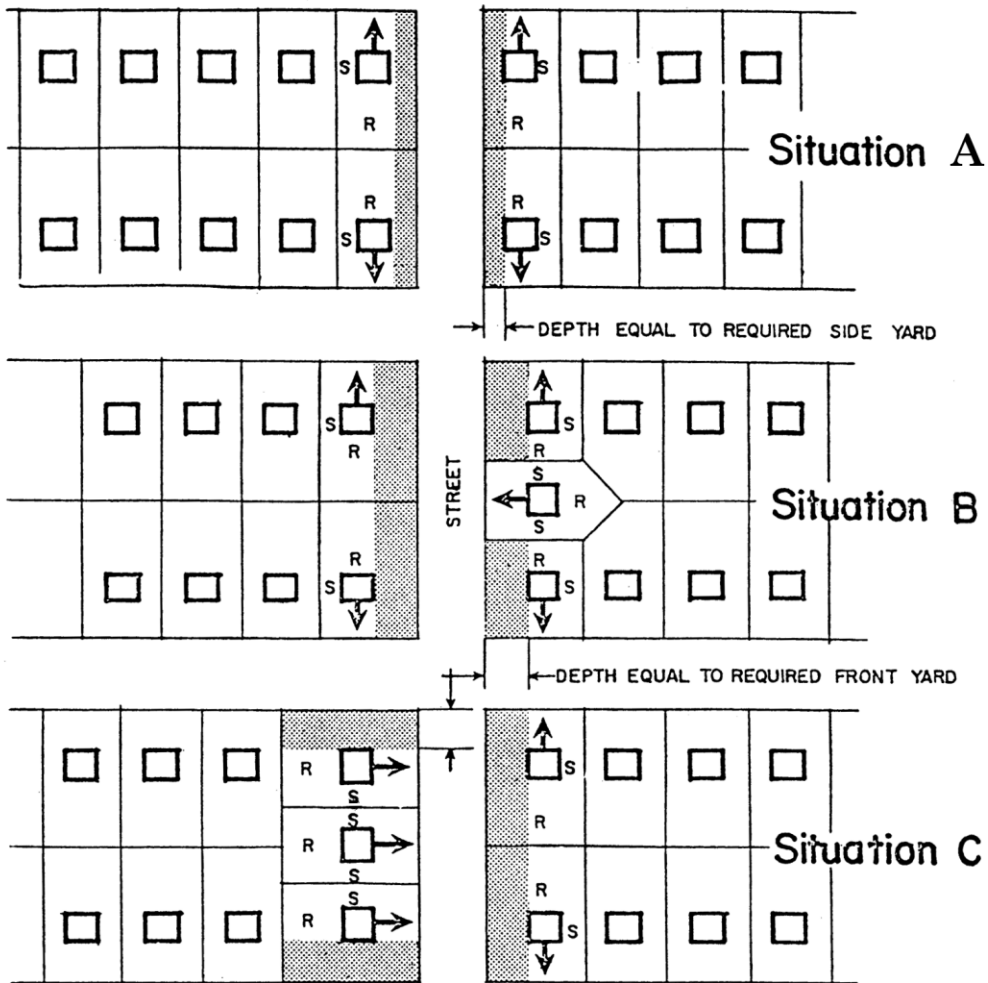 S S
R R
Situation A
R R
S S
DEPTH EQUAL TO REQUIRED SIDE YARD
S S
R R
STREET
S
R
Situation B
S
R R
S S
DEPTH EQUAL TO REQUIRED FRONT YARD
R S
S
S R
R
Situation C
S
S R
R S